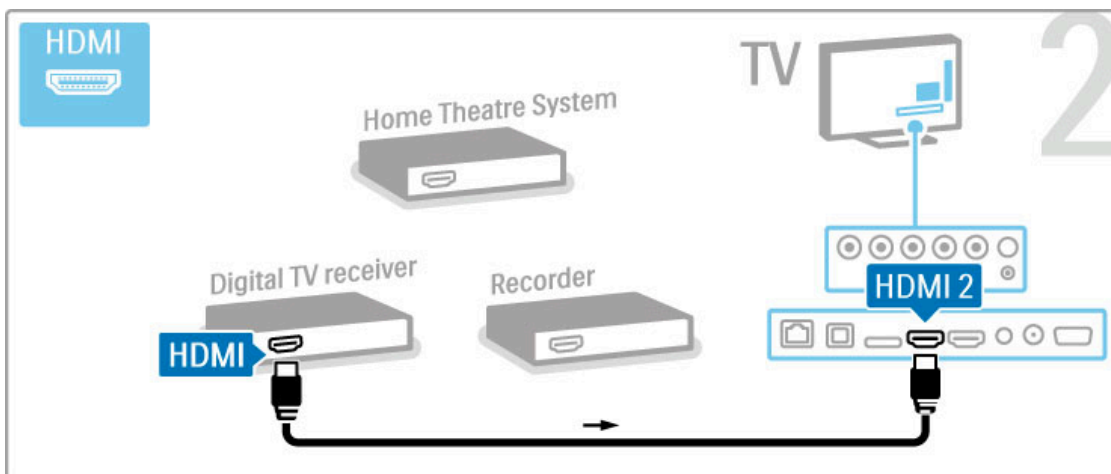 HDMI
TV
2
Home Theatre System
Digital TV receiver
Recorder
HDMI 2
HDMI